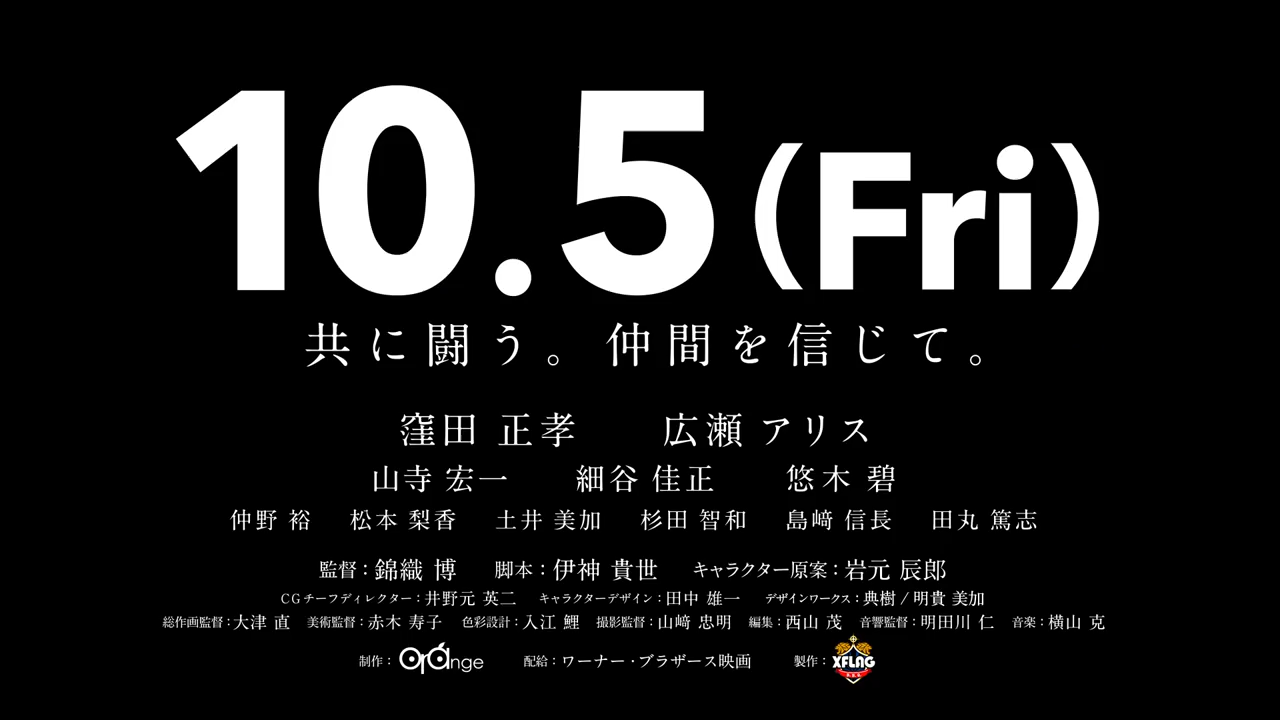 10.5(Fri)
共に闘う。仲間を信じて。
窪田 正孝 広瀬 アリス
山寺 宏一 細谷 佳正 悠木 碧
仲野 裕 松本 梨香 土井 美加 杉田 智和 島﨑 信長 田丸 篤志
監督：錦織 博 脚本：伊神 貴世 キャラクター原案：岩元 辰郎
CGチーフディレクター：井野元 英二 キャラクターデザイン：田中 雄一 デザインワークス：典樹 / 明貴 美加
総作画監督：大津 直 美術監督：赤木 寿子 色彩設計：入江 鯉 撮影監督：山﨑 忠明 編集：西山 茂 音響監督：明田川 仁 音楽：横山 克
制作：orange 配給：ワーナー・ブラザース映画 製作：XFLAG